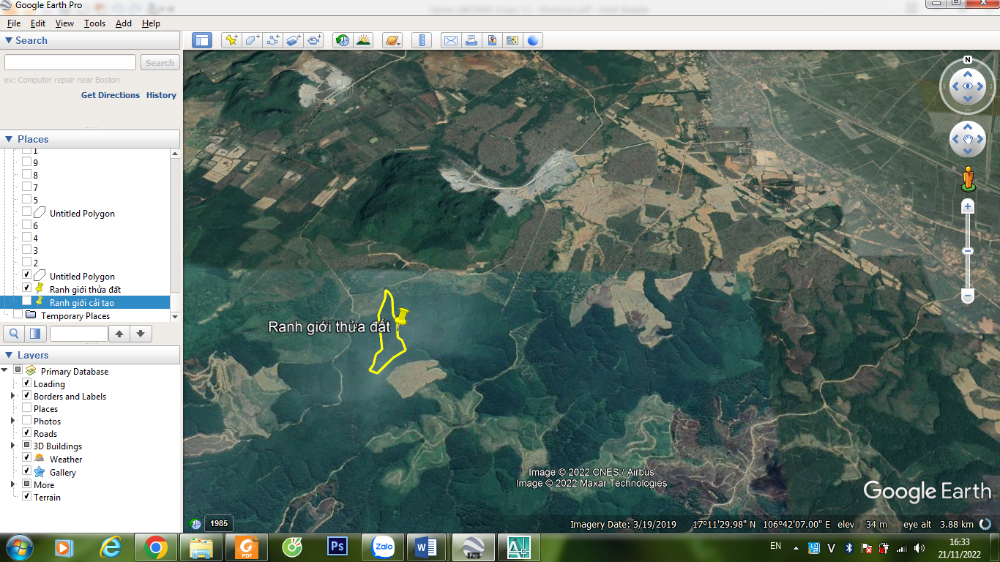 Google Earth Pro
File Edit View Tools Add Help
Search
Search
ex: Computer repair near Boston
Get Directions History
Places
1
9
8
7
5
Untitled Polygon
6
4
3
2
Untitled Polygon
Ranh giới thửa đất
Ranh giới cải tạo
Temporary Places
Layers
Primary Database
Loading
Borders and Labels
Places
Photos
Roads
3D Buildings
Weather
Gallery
More
Terrain
N
Ranh giới thửa đất
Image © 2022 CNES / Airbus
Image © 2022 Maxar Technologies
Google Earth
1985
Imagery Date: 3/19/2019 17°11'29.98" N 106°42'07.00" E elev 34 m eye alt 3.88 km
PDF
Ps
Zalo
W
Pro
EN
V
16:33
21/11/2022